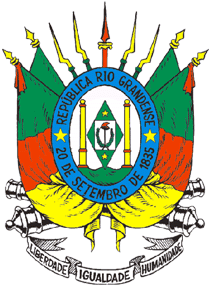 REPÚBLICA RIO GRANDENSE
20 DE SETEMBRO DE 1835
LIBERDADE IGUALDADE HUMANIDADE